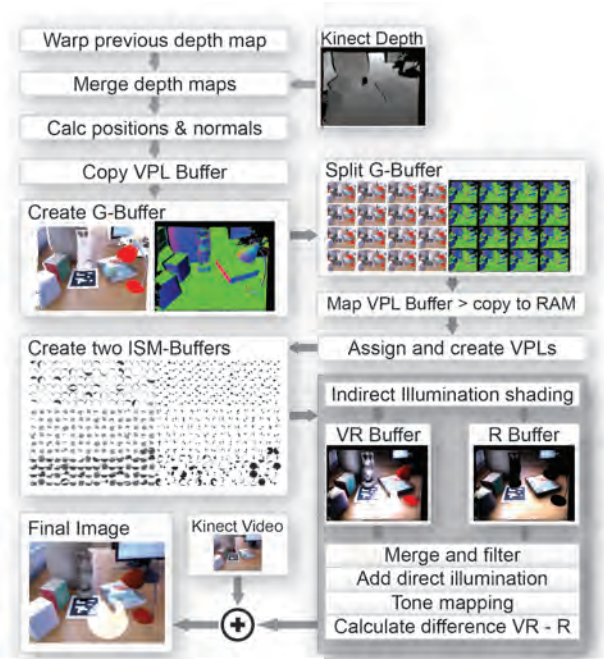 Warp previous depth map
Kinect Depth
Merge depth maps
Calc positions & normals
Copy VPL Buffer
Create G-Buffer
Split G-Buffer
Map VPL Buffer > copy to RAM
Assign and create VPLs
Create two ISM-Buffers
Indirect Illumination shading
VR Buffer
R Buffer
Merge and filter
Add direct illumination
Tone mapping
Calculate difference VR - R
Kinect Video
Final Image